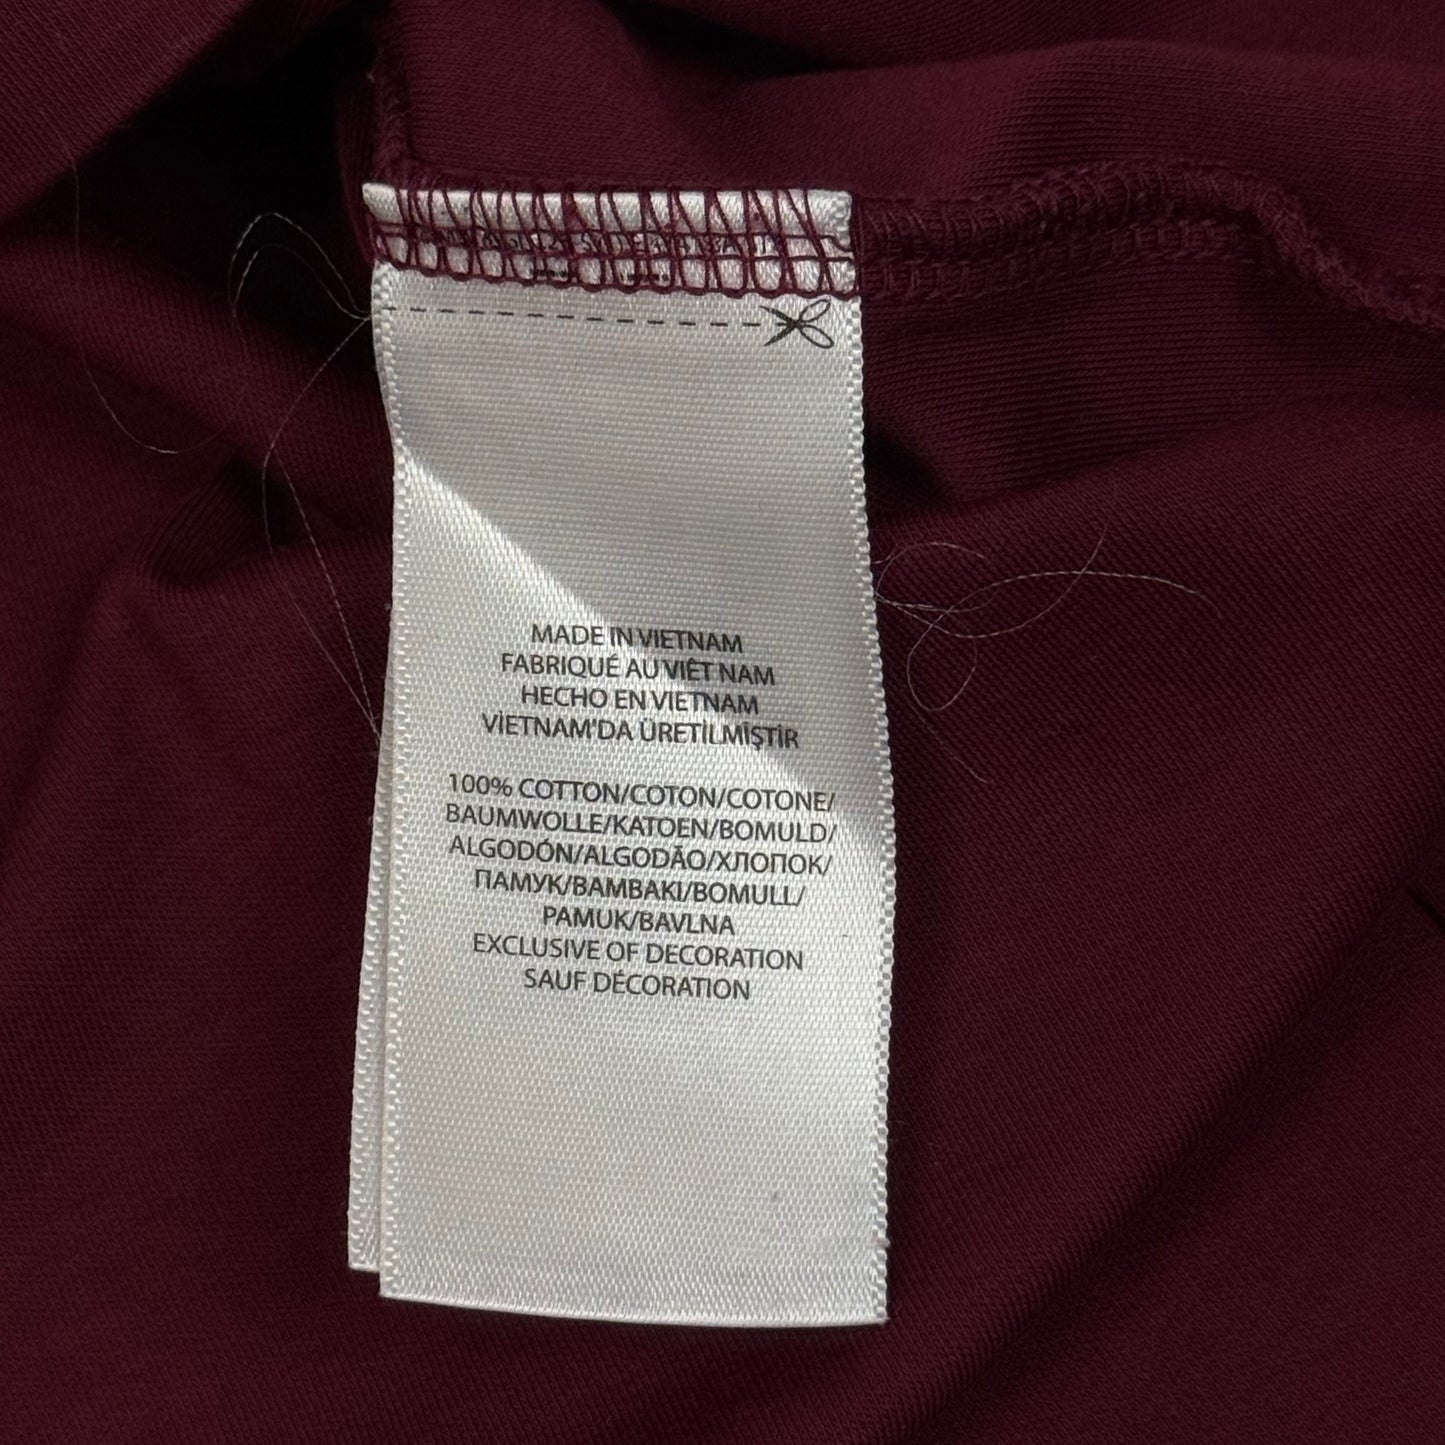 MADE IN VIETNAM
FABRIQUÉ AU VIÊT NAM
HECHO EN VIETNAM
VİETNAM'DA ÜRETİLMİŞTİR
100% COTTON/COTON/COTONE/
BAUMWOLLE/KATOEN/BOMULD/
ALGODÓN/ALGODÃO/ХЛОПОК/
ПАМУК/BAMBAKI/BOMULL/
PAMUK/BAVLNA
EXCLUSIVE OF DECORATION
SAUF DÉCORATION